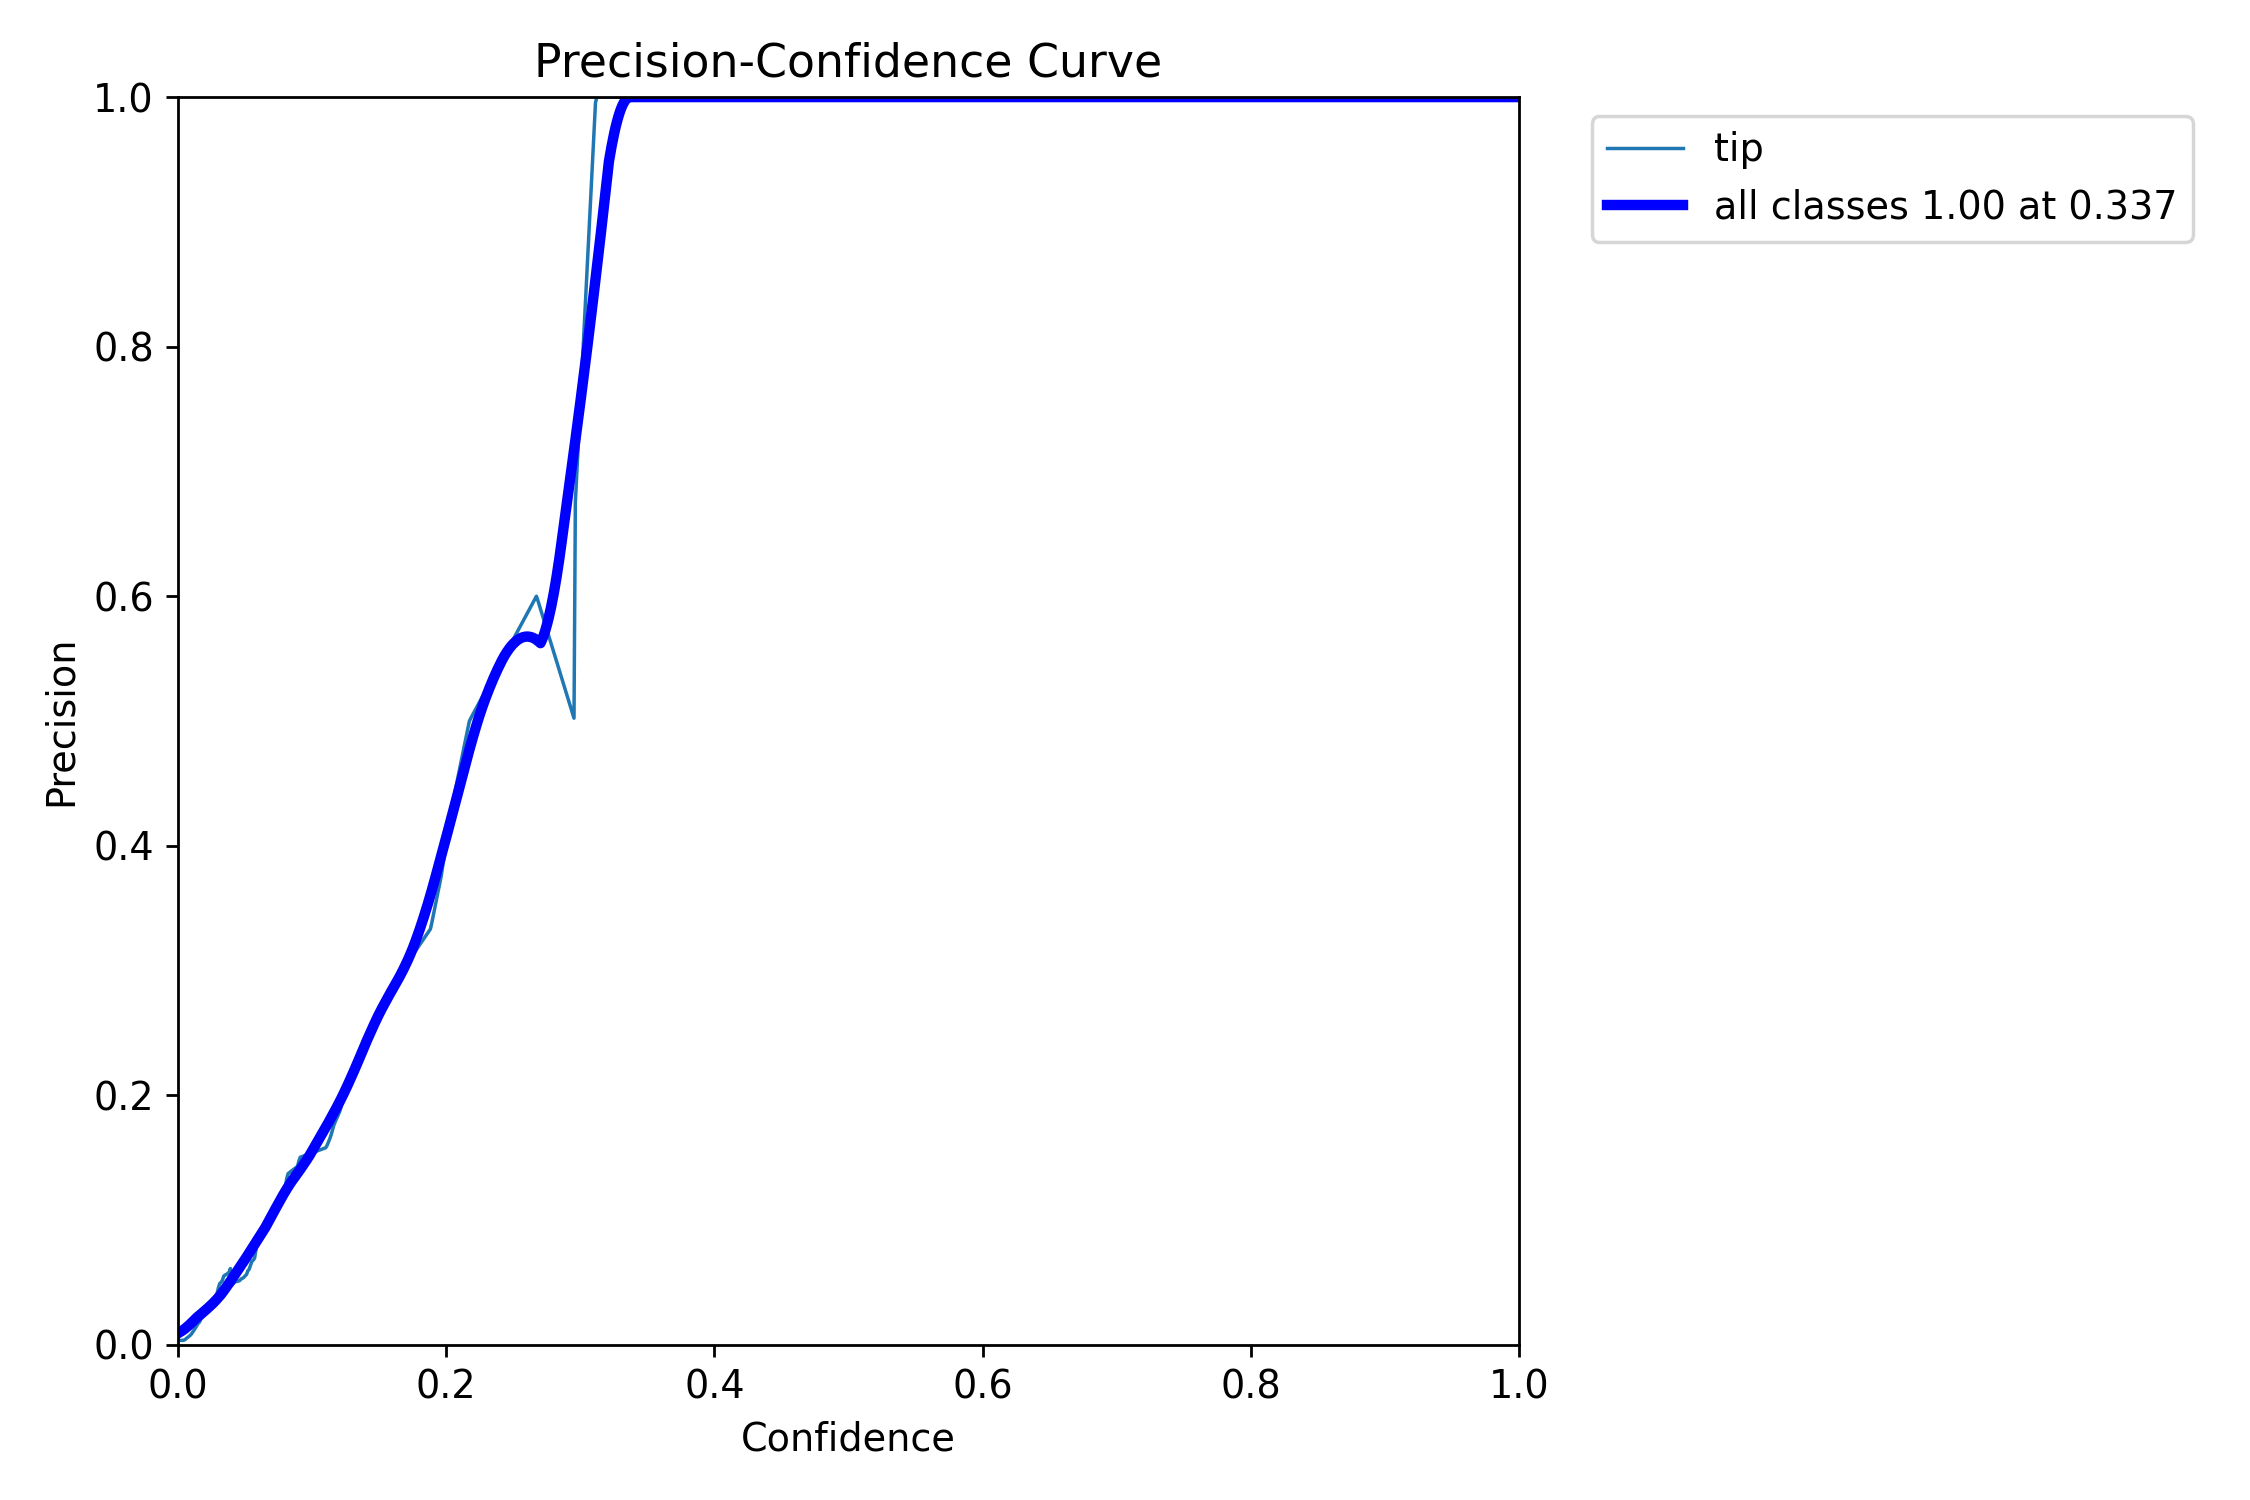 Precision-Confidence Curve
1.0
0.8
0.6
0.4
0.2
0.0
Precision
0.0 0.2 0.4 0.6 0.8 1.0
Confidence
tip
all classes 1.00 at 0.337